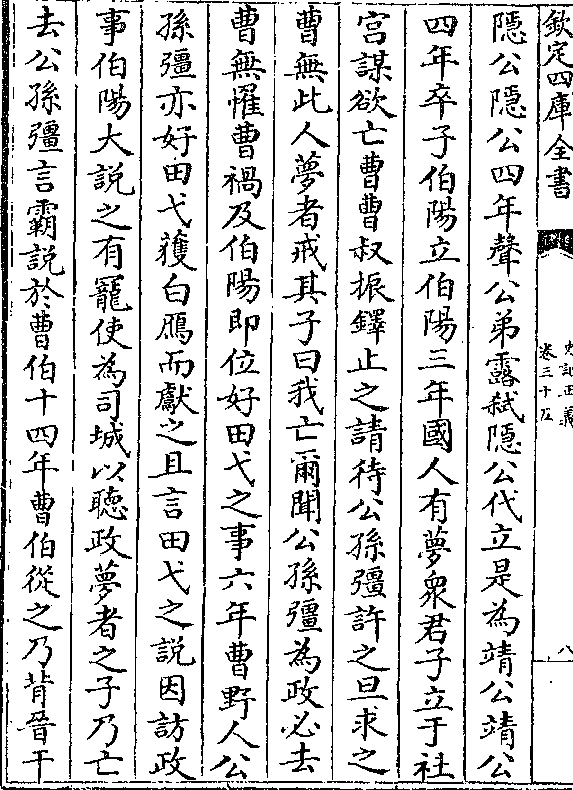 欽定四庫全書
史記正義
卷三十五
八
隱公隱公四年聲公弟露弑隱公代立是為靖公靖公
四年卒子伯陽立伯陽三年國人有夢衆君子立于社
宮謀欲亡曹曹叔振鐸止之請待公孫彊許之旦求之
曹無此人夢者戒其子曰我亡爾聞公孫彊為政必去
曹無懼曹禍及伯陽即位好田弋之事六年曹野人公
孫彊亦好田弋獲白鴈而獻之且言田弋之說因訪政
事伯陽大說之有寵使為司城以聽政夢者之子乃亡
去公孫彊言霸說於曹伯十四年曹伯從之乃背晉干